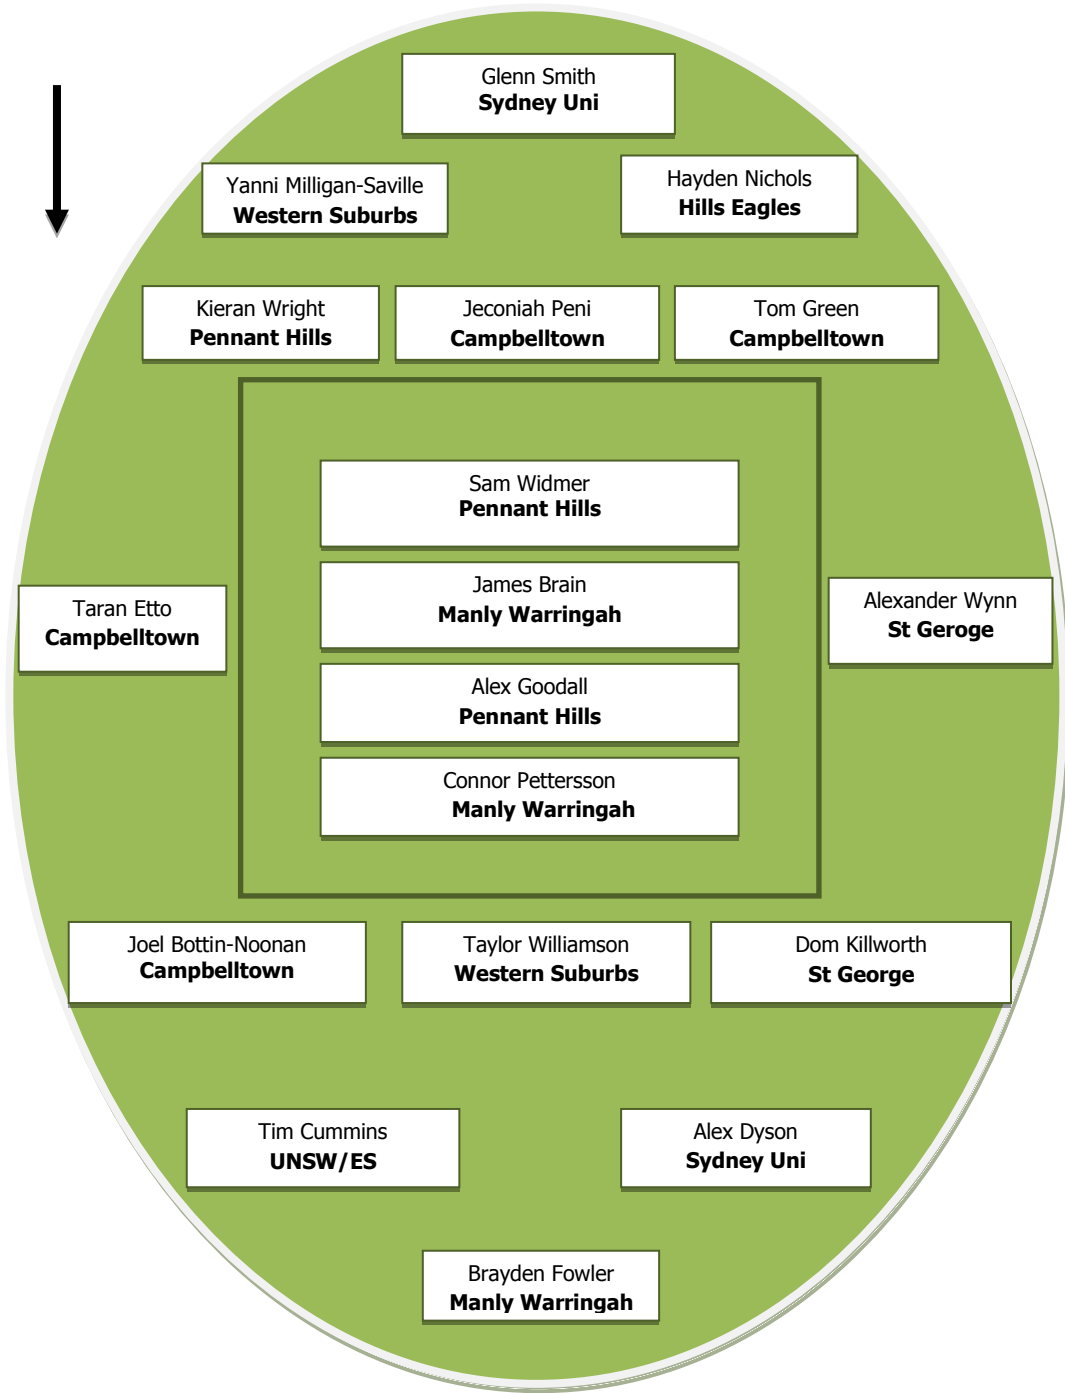 Glenn Smith
Sydney Uni
Yanni Milligan-Saville
Western Suburbs
Hayden Nichols
Hills Eagles
Kieran Wright
Pennant Hills
Jeconiah Peni
Campbelltown
Tom Green
Campbelltown
Sam Widmer
Pennant Hills
James Brain
Manly Warringah
Taran Etto
Campbelltown
Alexander Wynn
St Geroge
Alex Goodall
Pennant Hills
Connor Pettersson
Manly Warringah
Joel Bottin-Noonan
Campbelltown
Taylor Williamson
Western Suburbs
Dom Killworth
St George
Tim Cummins
UNSW/ES
Alex Dyson
Sydney Uni
Brayden Fowler
Manly Warringah